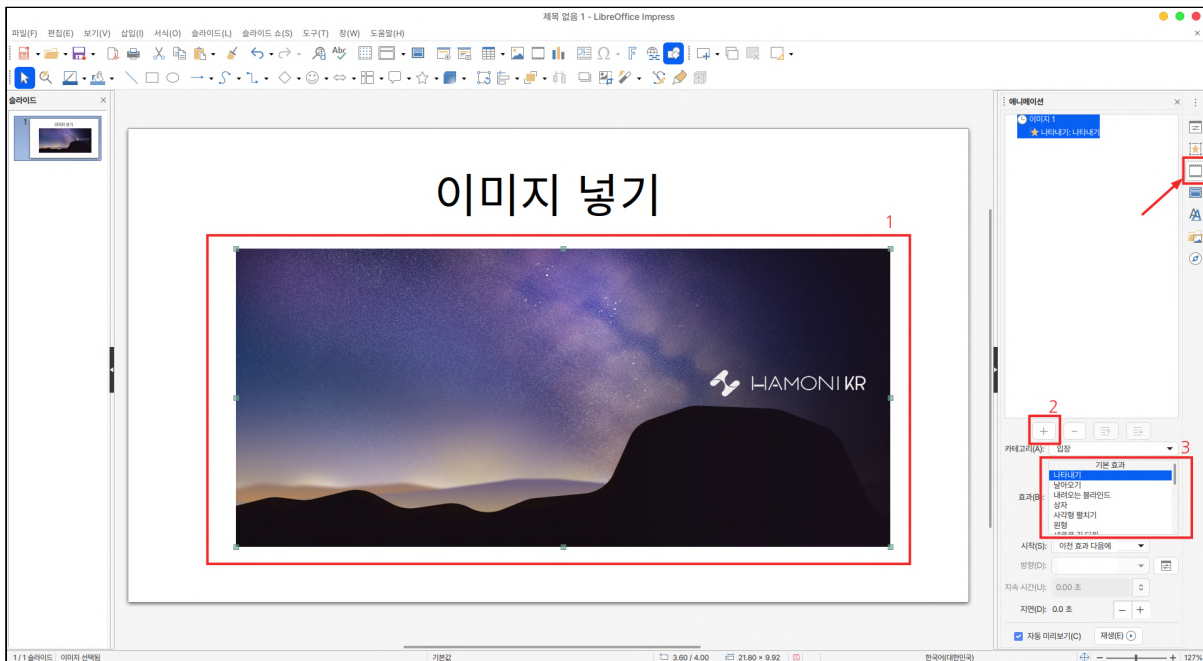 제목 없음 1 - LibreOffice Impress
파일(F) 편집(E) 보기(V) 삽입(I) 서식(O) 슬라이드(L) 슬라이드 쇼(S) 도구(T) 창(W) 도움말(H)
슬라이드
애니메이션
1
이미지 넣기
이미지 1
나타내기: 나타내기
이미지 넣기
1
HAMONIKR
2
카테고리(A): 입장
3
기본 효과
나타내기
날아오기
내려오는 블라인드
효과(B):
상자
사각형 펼치기
원형
시작(S): 이전 효과 다음에
방향(D):
지속 시간(U): 0.00 초
지연(D): 0.0 초
자동 미리보기(C) 재생(E)
1/1 슬라이드 이미지 선택됨 기본값 3.60 / 4.00 21.80 × 9.92 한국어(대한민국) 127%